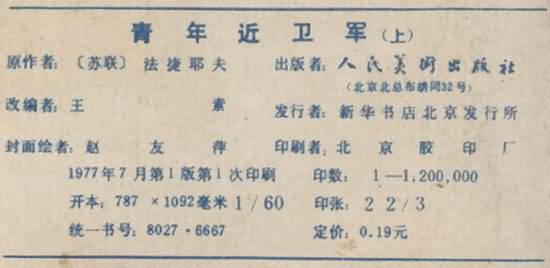 青年近卫军(上)
原作者：〔苏联〕法捷耶夫 出版者：人民美術出版社
(北京北总布胡同32号)
改编者：王 素 发行者：新华书店北京发行所
封面绘者：赵友萍 印刷者：北京胶印厂
1977年7月第1版第1次印刷 印数：1—1,200,000
开本：787×1092毫米1/60 印张：2 2/3
统一书号：8027·6667 定价：0.19元